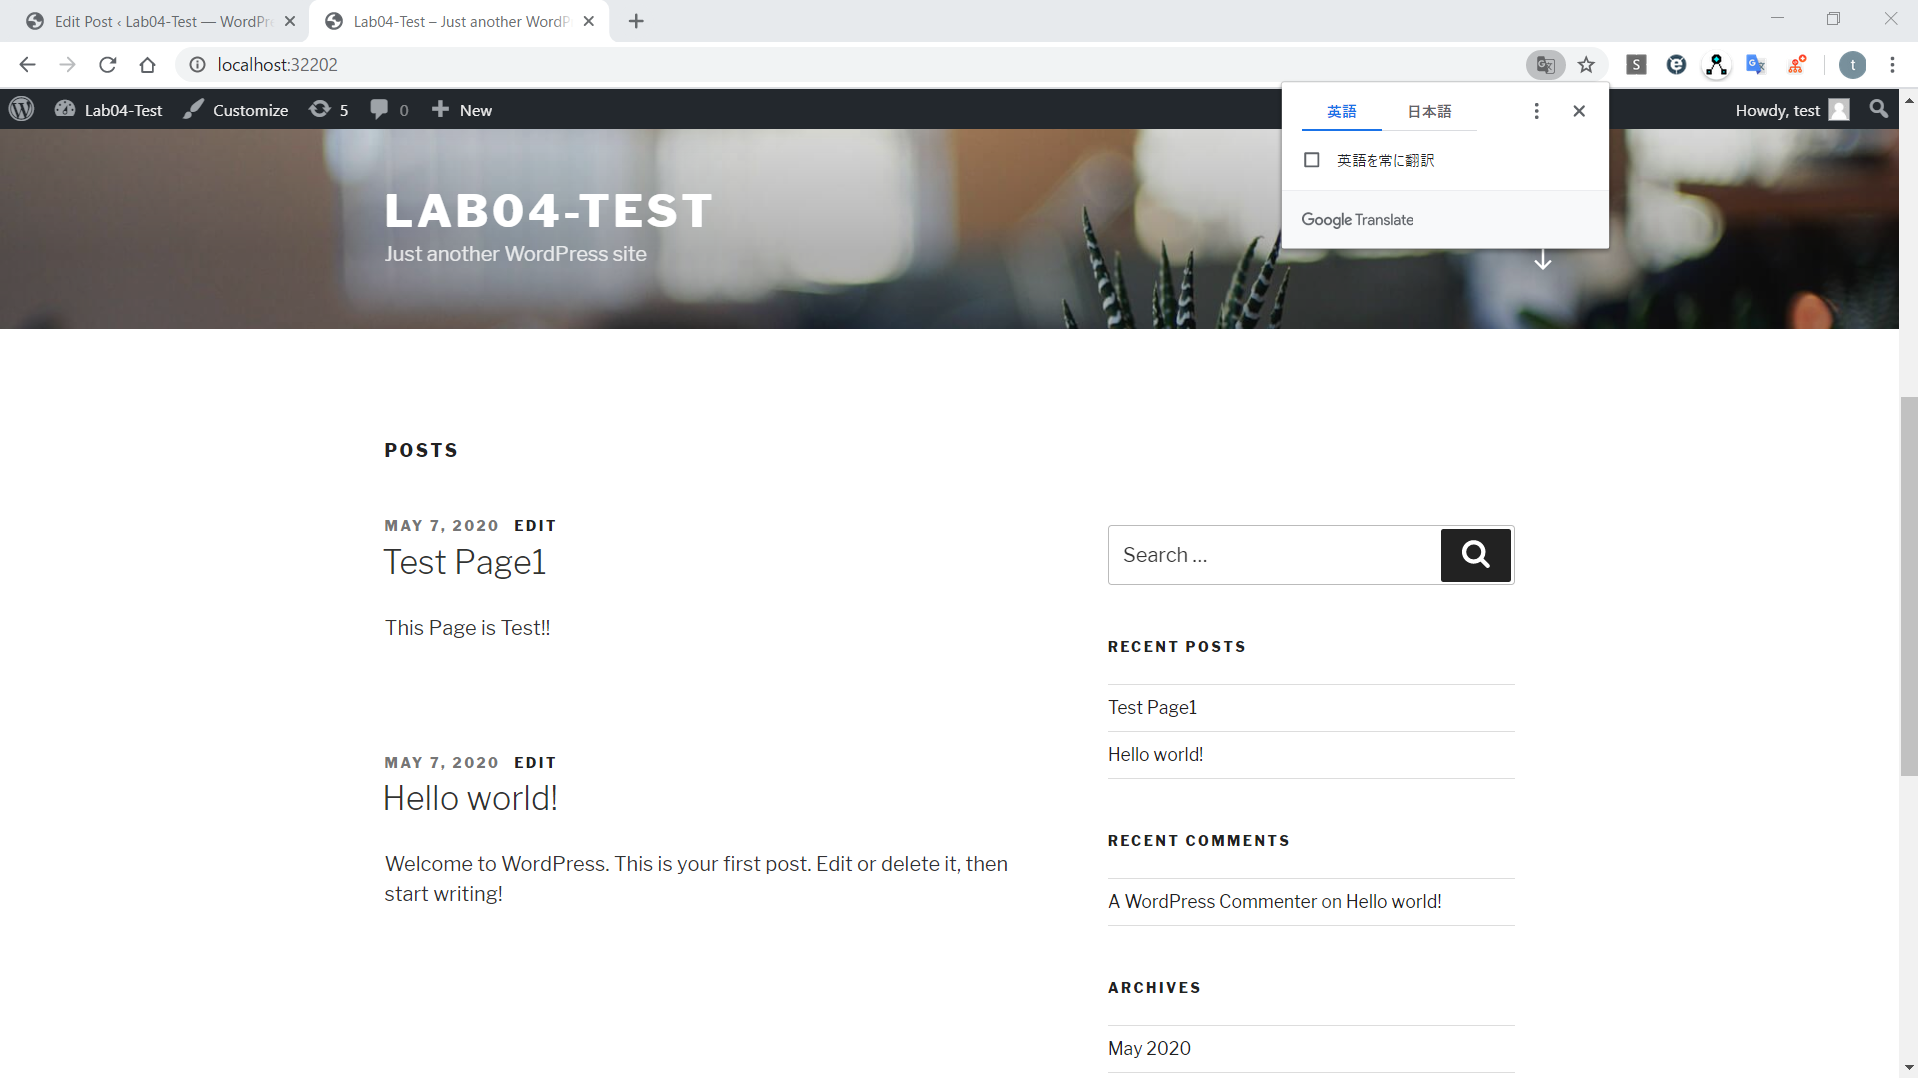 Edit Post ‹ Lab04-Test — WordPr
Lab04-Test – Just another WordP
localhost:32202
S
t
Lab04-Test
Customize
5
0
New
Howdy, test
英語
日本語
英語を常に翻訳
Google Translate
LAB04-TEST
Just another WordPress site
POSTS
MAY 7, 2020 EDIT
Test Page1
This Page is Test!!
MAY 7, 2020 EDIT
Hello world!
Welcome to WordPress. This is your first post. Edit or delete it, then
start writing!
Search …
RECENT POSTS
Test Page1
Hello world!
RECENT COMMENTS
A WordPress Commenter on Hello world!
ARCHIVES
May 2020